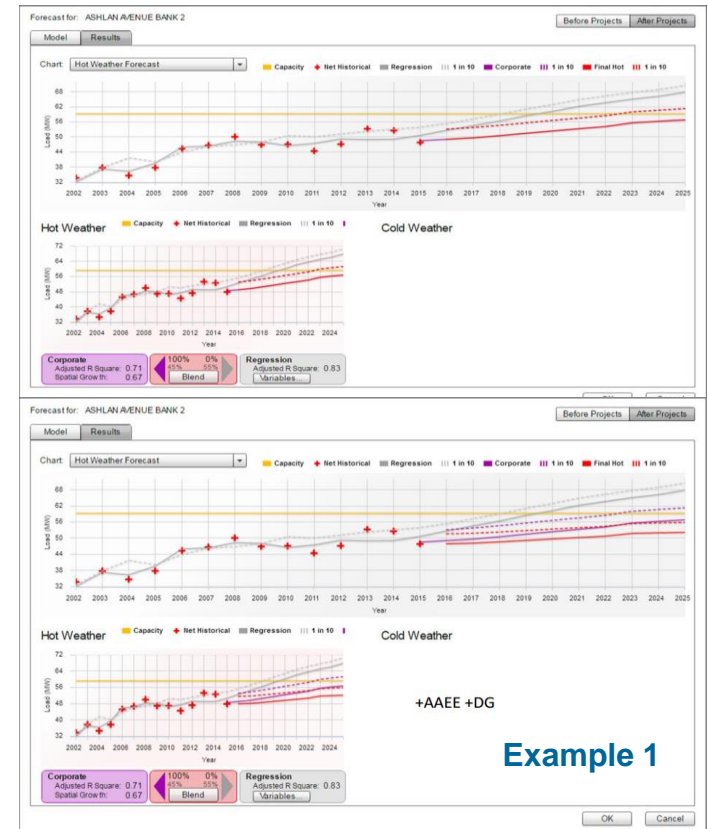 Forecast for: ASHLAN AVENUE BANK 2
Before Projects After Projects
Model Results
Chart: Hot Weather Forecast Capacity Net Historical Regression 1 in 10 Corporate 1 in 10 Final Hot 1 in 10
68
62
56
50
44
38
32
Load (MW)
2002 2003 2004 2005 2006 2007 2008 2009 2010 2011 2012 2013 2014 2015 2016 2017 2018 2019 2020 2021 2022 2023 2024 2025
Year
Hot Weather Capacity Net Historical Regression 1 in 10
Cold Weather
72
64
56
48
40
32
Load (MW)
2002 2004 2006 2008 2010 2012 2014 2016 2018 2020 2022 2024
Year
Corporate
Adjusted R Square: 0.71
Spatial Growth: 0.67
100% 0%
45% 55%
Blend
Regression
Adjusted R Square: 0.83
Variables...
Forecast for: ASHLAN AVENUE BANK 2
Before Projects After Projects
Model Results
Chart: Hot Weather Forecast Capacity Net Historical Regression 1 in 10 Corporate 1 in 10 Final Hot 1 in 10
68
62
56
50
44
38
32
Load (MW)
2002 2003 2004 2005 2006 2007 2008 2009 2010 2011 2012 2013 2014 2015 2016 2017 2018 2019 2020 2021 2022 2023 2024 2025
Year
Hot Weather Capacity Net Historical Regression 1 in 10
Cold Weather
72
64
56
48
40
32
Load (MW)
2002 2004 2006 2008 2010 2012 2014 2016 2018 2020 2022 2024
Year
+AAEE +DG
Example 1
Corporate
Adjusted R Square: 0.71
Spatial Growth: 0.67
100% 0%
45% 55%
Blend
Regression
Adjusted R Square: 0.83
Variables...
OK Cancel